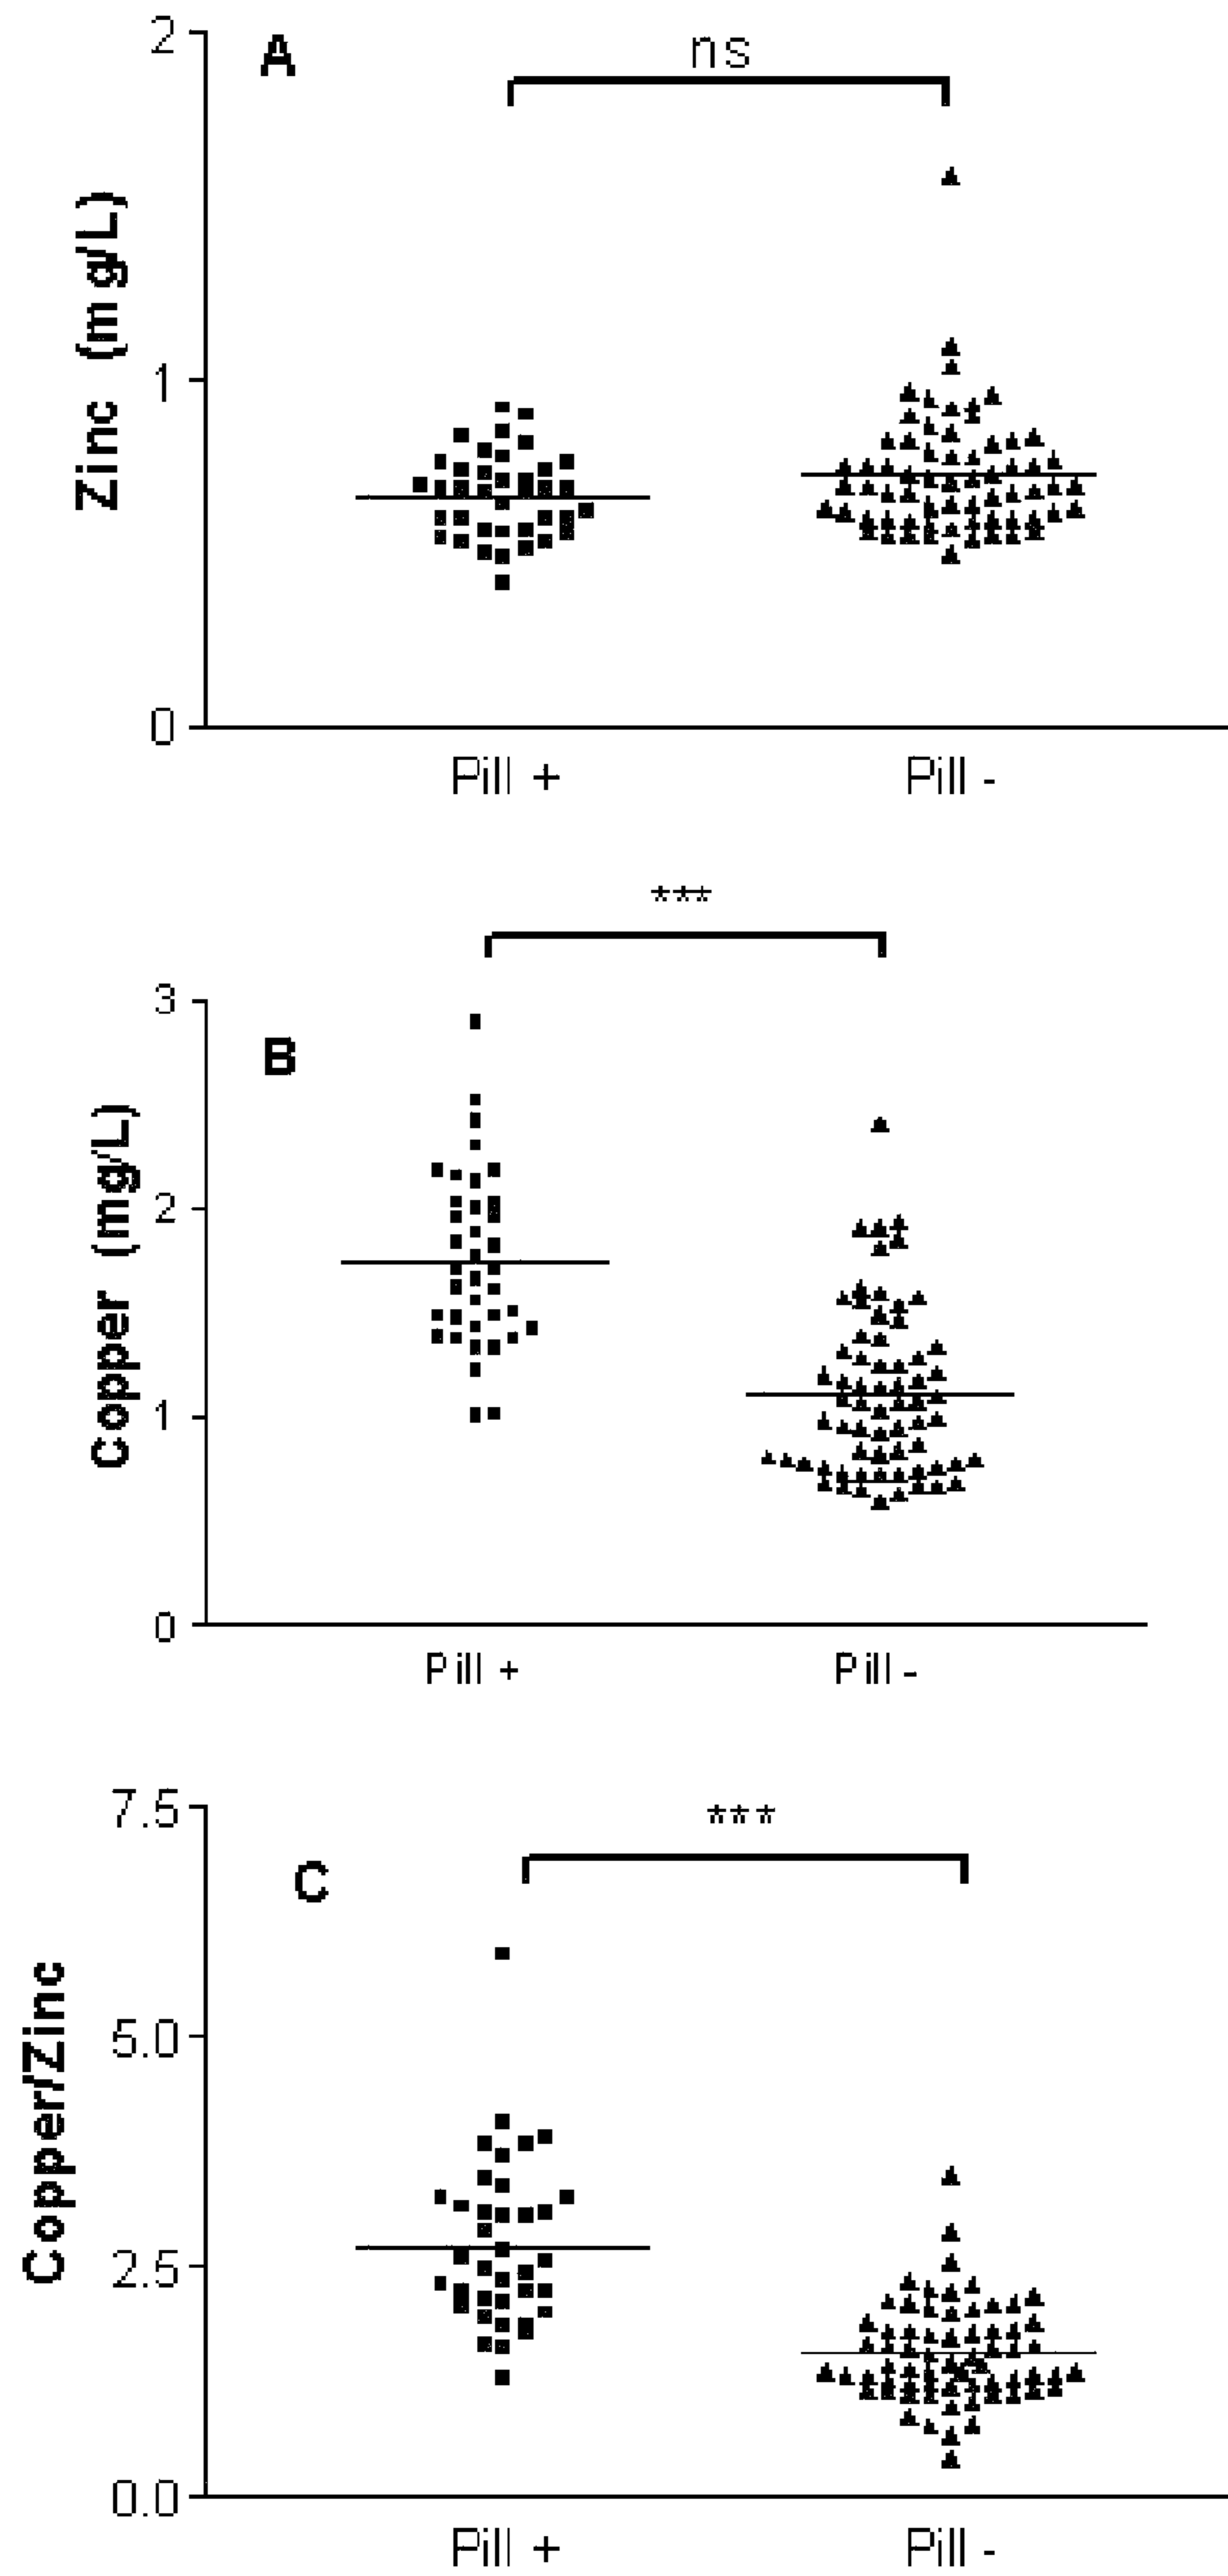 2
A
ns
Zinc (mg/L)
1
0
Pill +
Pill -
***
3
B
Copper (mg/L)
2
1
0
Pill +
Pill -
7.5
***
C
Copper/Zinc
5.0
2.5
0.0
Pill +
Pill -